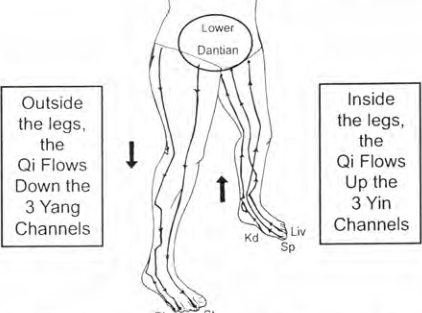 Lower
Dantian
Outside
the legs,
the
Qi Flows
Down the
3 Yang
Channels
Inside
the legs,
the
Qi Flows
Up the
3 Yin
Channels
Liv
Kd
Sp